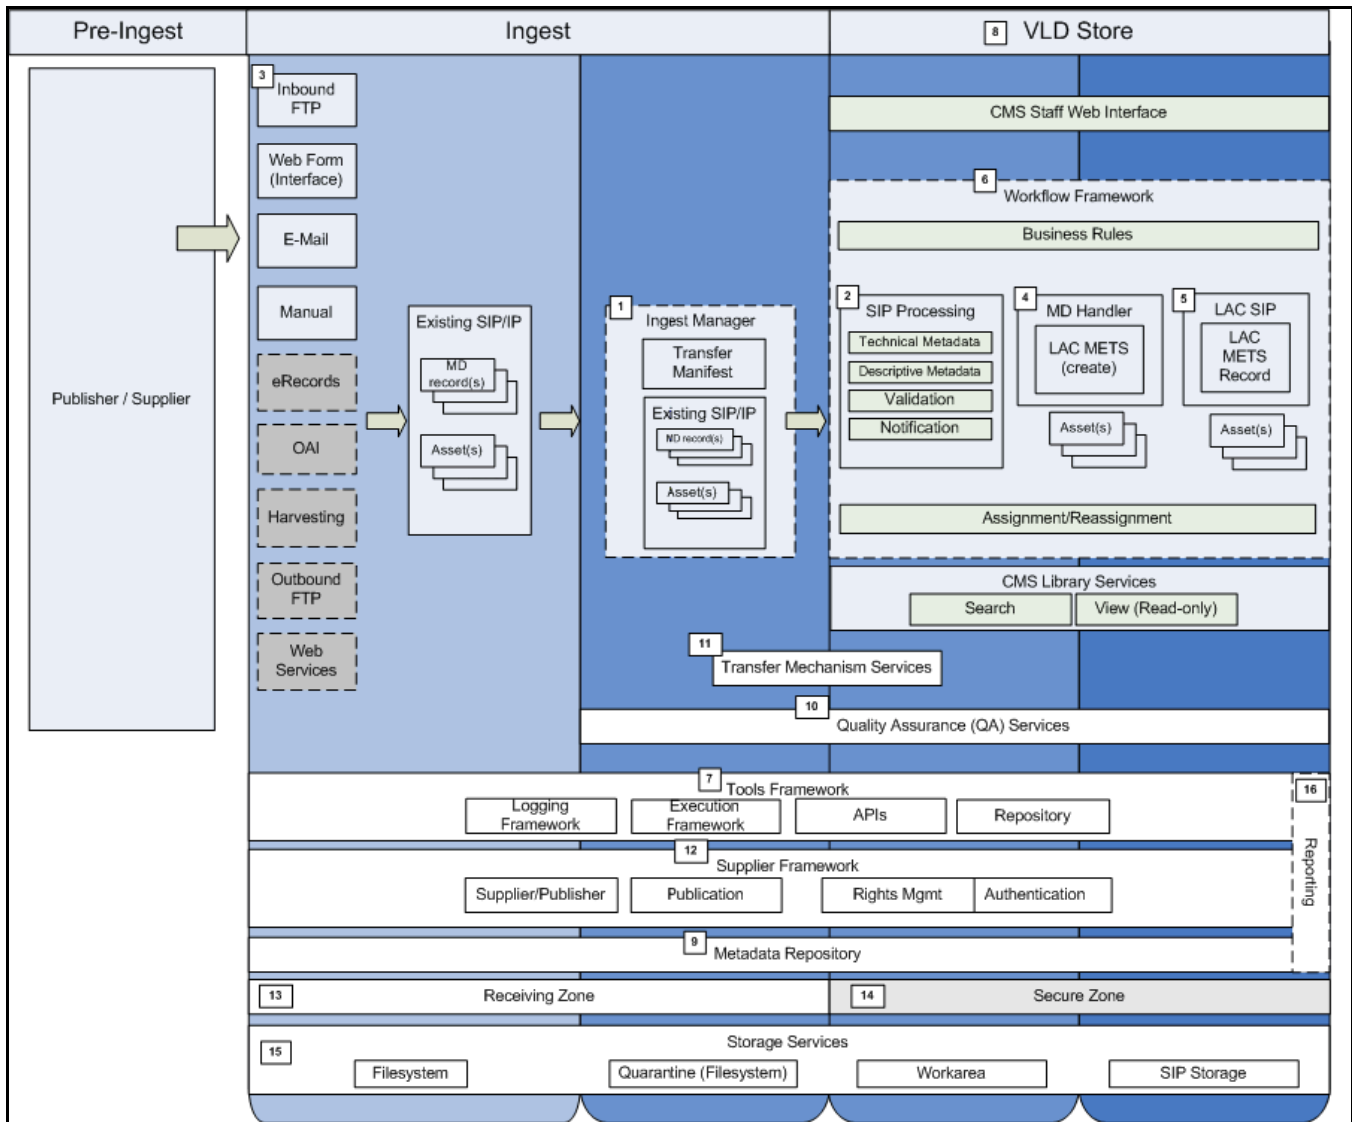 Pre-Ingest
Ingest
8
VLD Store
3
Inbound
FTP
Web Form
(Interface)
E-Mail
Manual
eRecords
OAI
Harvesting
Outbound
FTP
Web
Services
Publisher / Supplier
Existing SIP/IP
MD
record(s)
Asset(s)
1
Ingest Manager
Transfer
Manifest
Existing SIP/IP
MD record(s)
Asset(s)
CMS Staff Web Interface
6
Workflow Framework
Business Rules
2
SIP Processing
Technical Metadata
Descriptive Metadata
Validation
Notification
4
MD Handler
LAC METS
(create)
Asset(s)
5
LAC SIP
LAC
METS
Record
Asset(s)
Assignment/Reassignment
CMS Library Services
Search
View (Read-only)
11
Transfer Mechanism Services
10
Quality Assurance (QA) Services
7
Tools Framework
Logging
Framework
Execution
Framework
APIs
Repository
16
Reporting
12
Supplier Framework
Supplier/Publisher
Publication
Rights Mgmt
Authentication
9
Metadata Repository
13
Receiving Zone
14
Secure Zone
15
Storage Services
Filesystem
Quarantine (Filesystem)
Workarea
SIP Storage